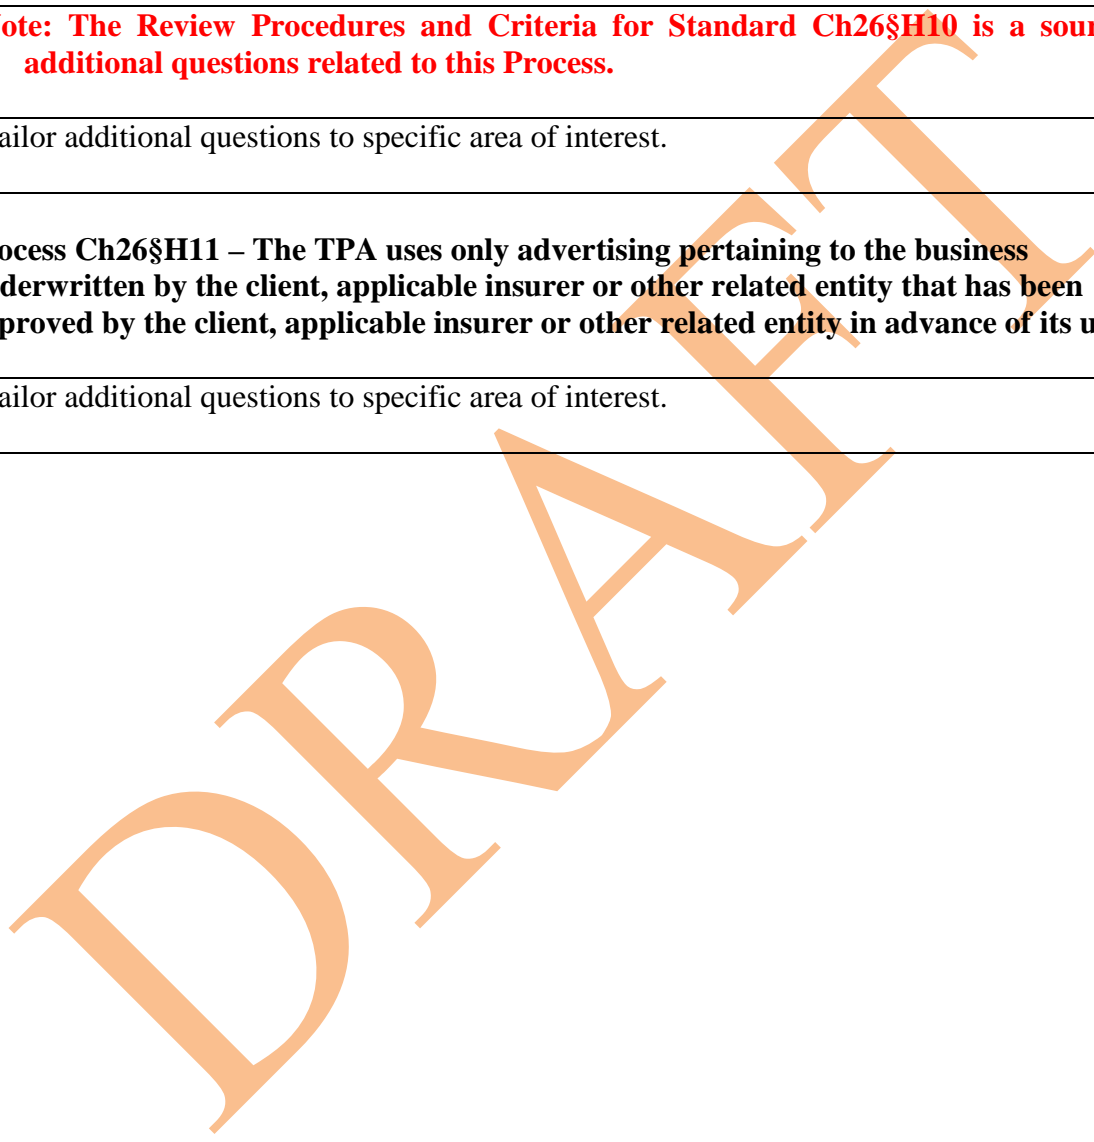 ote: The Review Procedures and Criteria for Standard Ch26§H10 is a sour
additional questions related to this Process.
ailor additional questions to specific area of interest.
ocess Ch26§H11 – The TPA uses only advertising pertaining to the business
derwritten by the client, applicable insurer or other related entity that has been
proved by the client, applicable insurer or other related entity in advance of its u
ailor additional questions to specific area of interest.
DRAFT